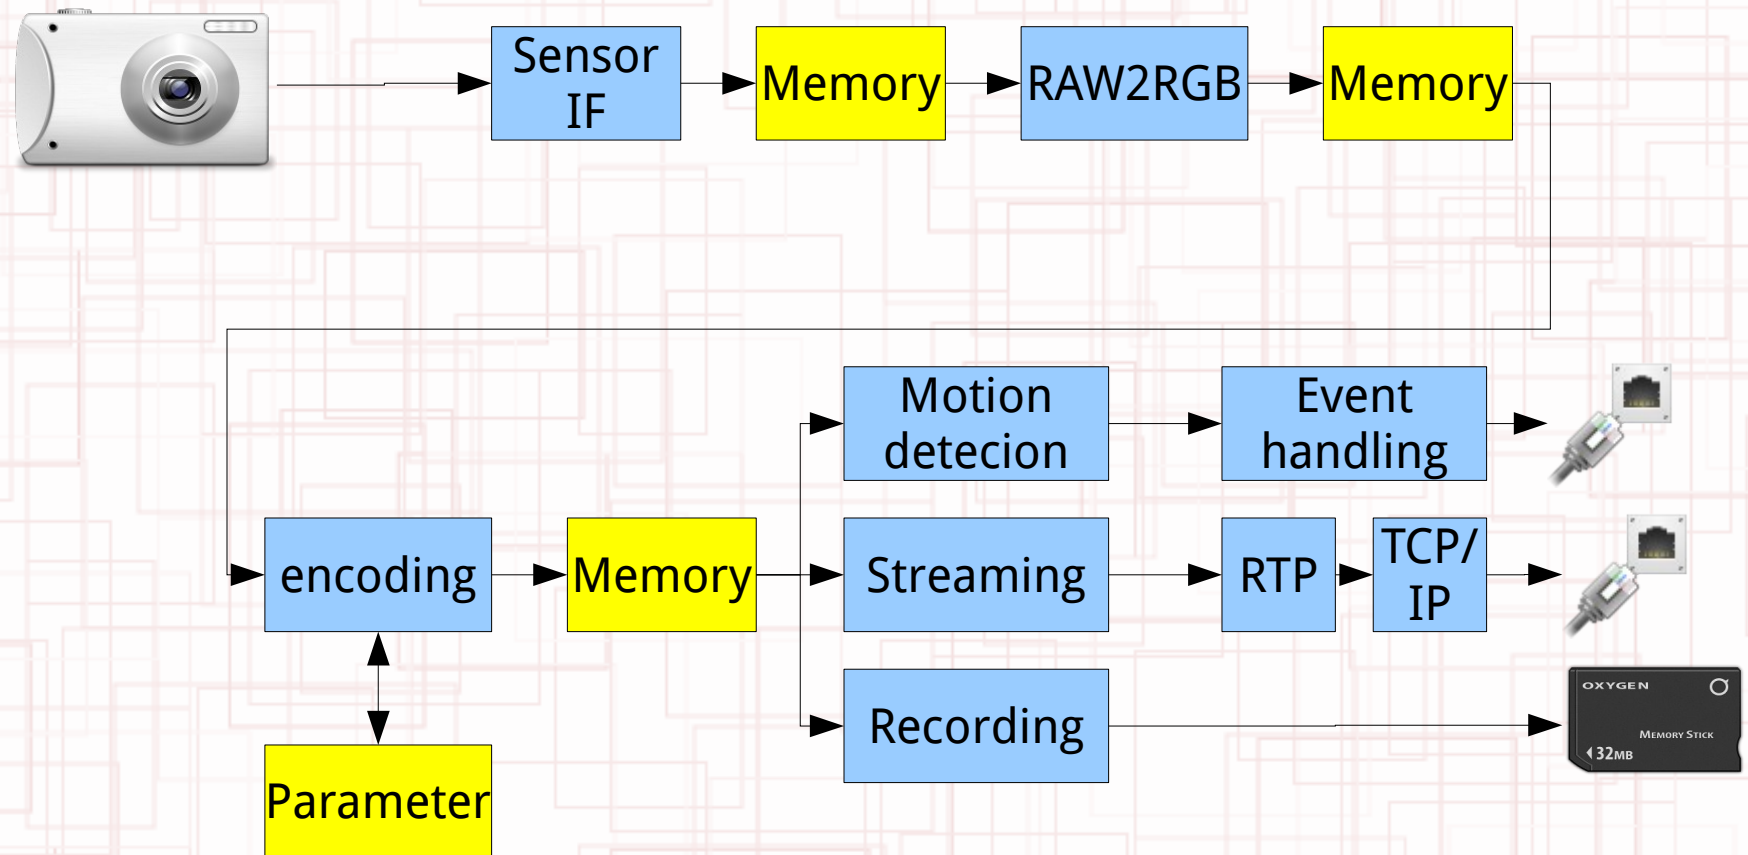 Sensor
IF
Memory
RAW2RGB
Memory
Motion
detecion
Event
handling
encoding
Memory
Streaming
RTP
TCP/
IP
Recording
OXYGEN
MEMORY STICK
32MB
Parameter